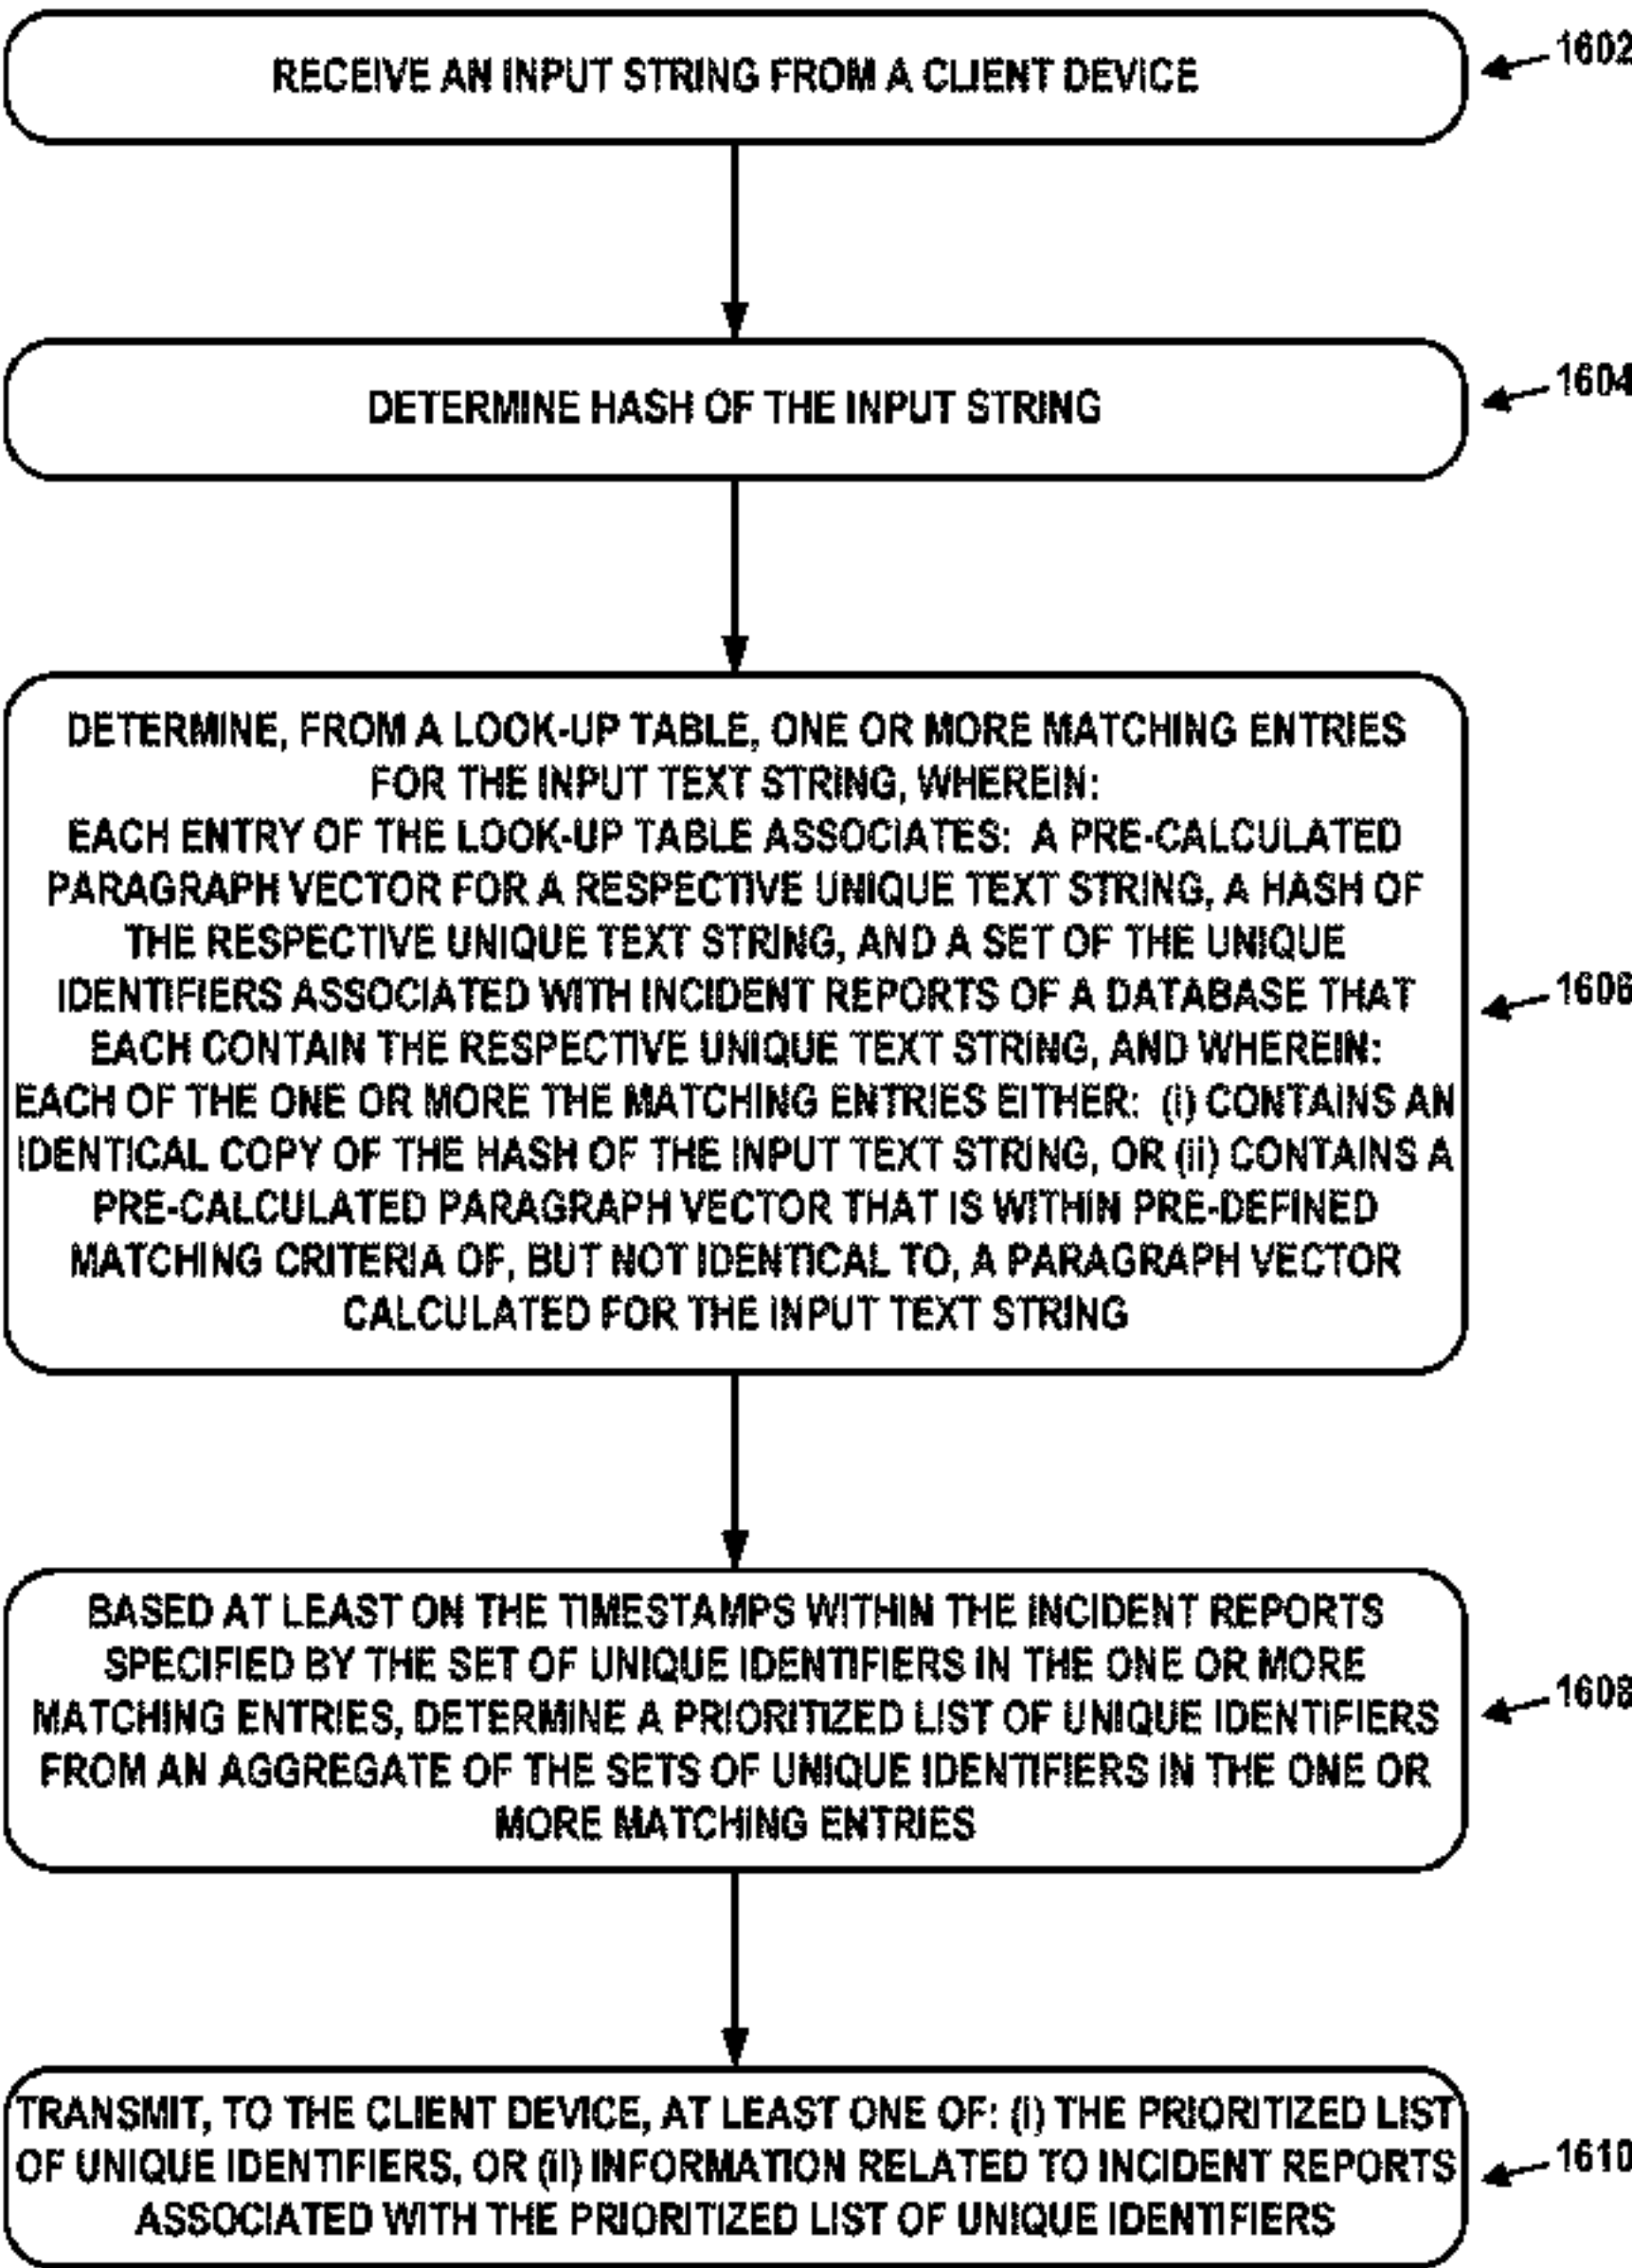 RECEIVE AN INPUT STRING FROM A CLIENT DEVICE
1602
DETERMINE HASH OF THE INPUT STRING
1604
DETERMINE, FROM A LOOK-UP TABLE, ONE OR MORE MATCHING ENTRIES
FOR THE INPUT TEXT STRING, WHEREIN:
EACH ENTRY OF THE LOOK-UP TABLE ASSOCIATES: A PRE-CALCULATED
PARAGRAPH VECTOR FOR A RESPECTIVE UNIQUE TEXT STRING, A HASH OF
THE RESPECTIVE UNIQUE TEXT STRING, AND A SET OF THE UNIQUE
IDENTIFIERS ASSOCIATED WITH INCIDENT REPORTS OF A DATABASE THAT
EACH CONTAIN THE RESPECTIVE UNIQUE TEXT STRING, AND WHEREIN:
EACH OF THE ONE OR MORE THE MATCHING ENTRIES EITHER: (i) CONTAINS AN
IDENTICAL COPY OF THE HASH OF THE INPUT TEXT STRING, OR (ii) CONTAINS A
PRE-CALCULATED PARAGRAPH VECTOR THAT IS WITHIN PRE-DEFINED
MATCHING CRITERIA OF, BUT NOT IDENTICAL TO, A PARAGRAPH VECTOR
CALCULATED FOR THE INPUT TEXT STRING
1606
BASED AT LEAST ON THE TIMESTAMPS WITHIN THE INCIDENT REPORTS
SPECIFIED BY THE SET OF UNIQUE IDENTIFIERS IN THE ONE OR MORE
MATCHING ENTRIES, DETERMINE A PRIORITIZED LIST OF UNIQUE IDENTIFIERS
FROM AN AGGREGATE OF THE SETS OF UNIQUE IDENTIFIERS IN THE ONE OR
MORE MATCHING ENTRIES
1608
TRANSMIT, TO THE CLIENT DEVICE, AT LEAST ONE OF: (i) THE PRIORITIZED LIST
OF UNIQUE IDENTIFIERS, OR (ii) INFORMATION RELATED TO INCIDENT REPORTS
ASSOCIATED WITH THE PRIORITIZED LIST OF UNIQUE IDENTIFIERS
1610